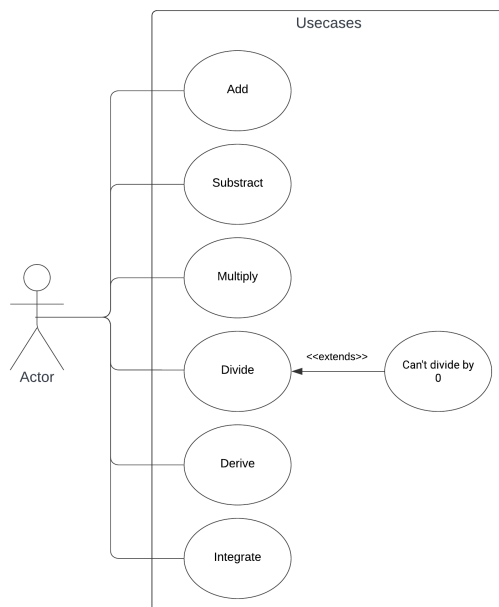 Usecases
Add
Substract
Multiply
Divide
<<extends>>
Can't divide by
0
Actor
Derive
Integrate